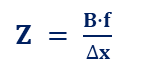 Z = B·f / Δx